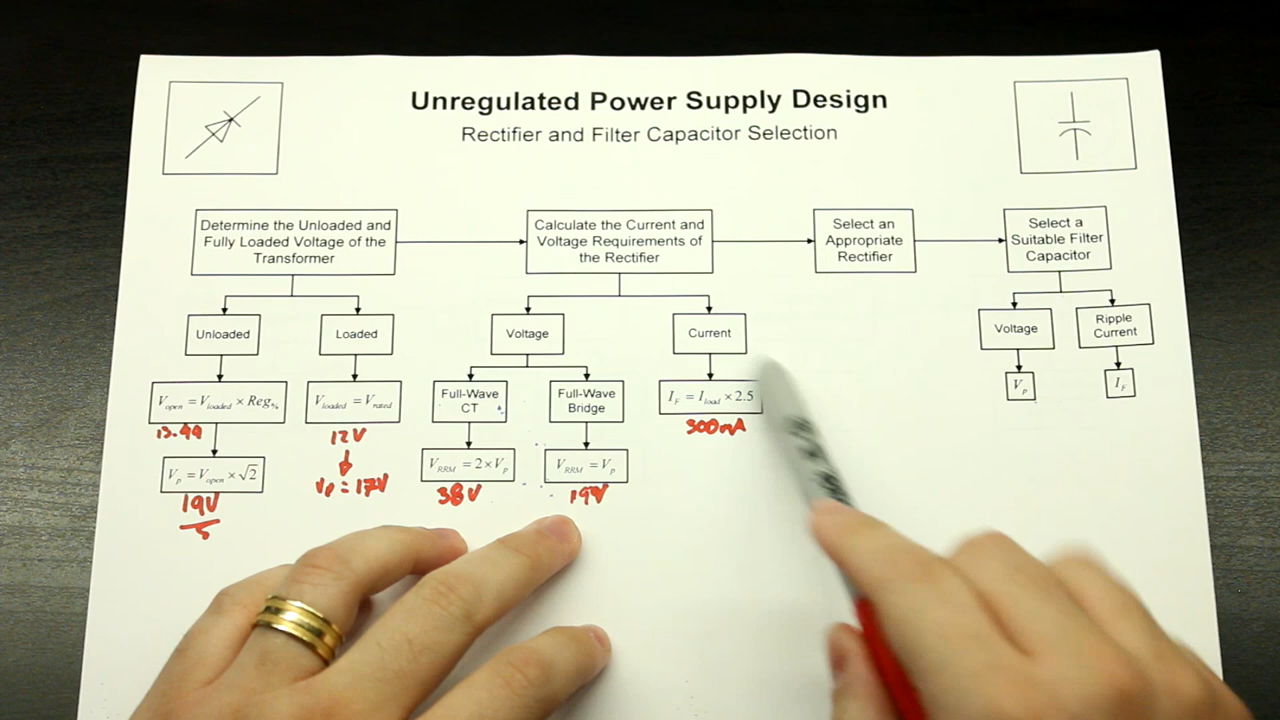 Unregulated Power Supply Design
Rectifier and Filter Capacitor Selection
Determine the Unloaded and
Fully Loaded Voltage of the
Transformer
Calculate the Current and
Voltage Requirements of
the Rectifier
Select an
Appropriate
Rectifier
Select a
Suitable Filter
Capacitor
Unloaded
Loaded
Voltage
Current
Voltage
Ripple
Current
V_open = V_loaded × Reg%
13.44
V_p = V_open × √2
19V
V_loaded = V_rated
12V
Vp = 17V
Full-Wave
CT
V_RRM = 2 × V_p
38V
Full-Wave
Bridge
V_RRM = V_p
19V
I_F = I_load × 2.5
300mA
V_p
I_F